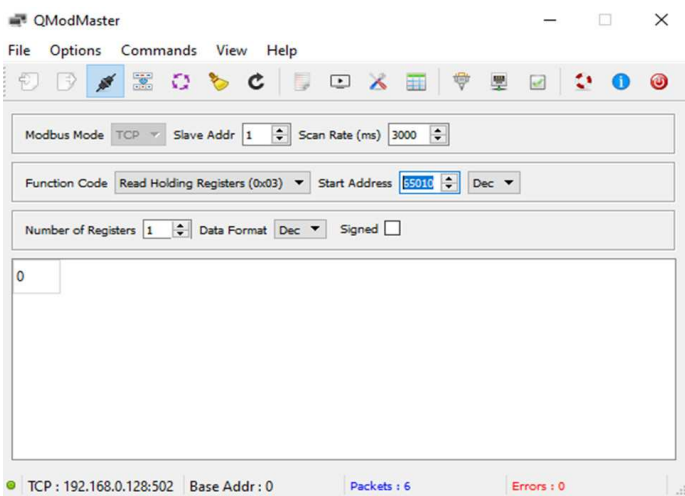 QModMaster
File Options Commands View Help
Modbus Mode TCP Slave Addr 1 Scan Rate (ms) 3000
Function Code Read Holding Registers (0x03) Start Address 65010 Dec
Number of Registers 1 Data Format Dec Signed
0
TCP : 192.168.0.128:502 Base Addr : 0 Packets : 6 Errors : 0